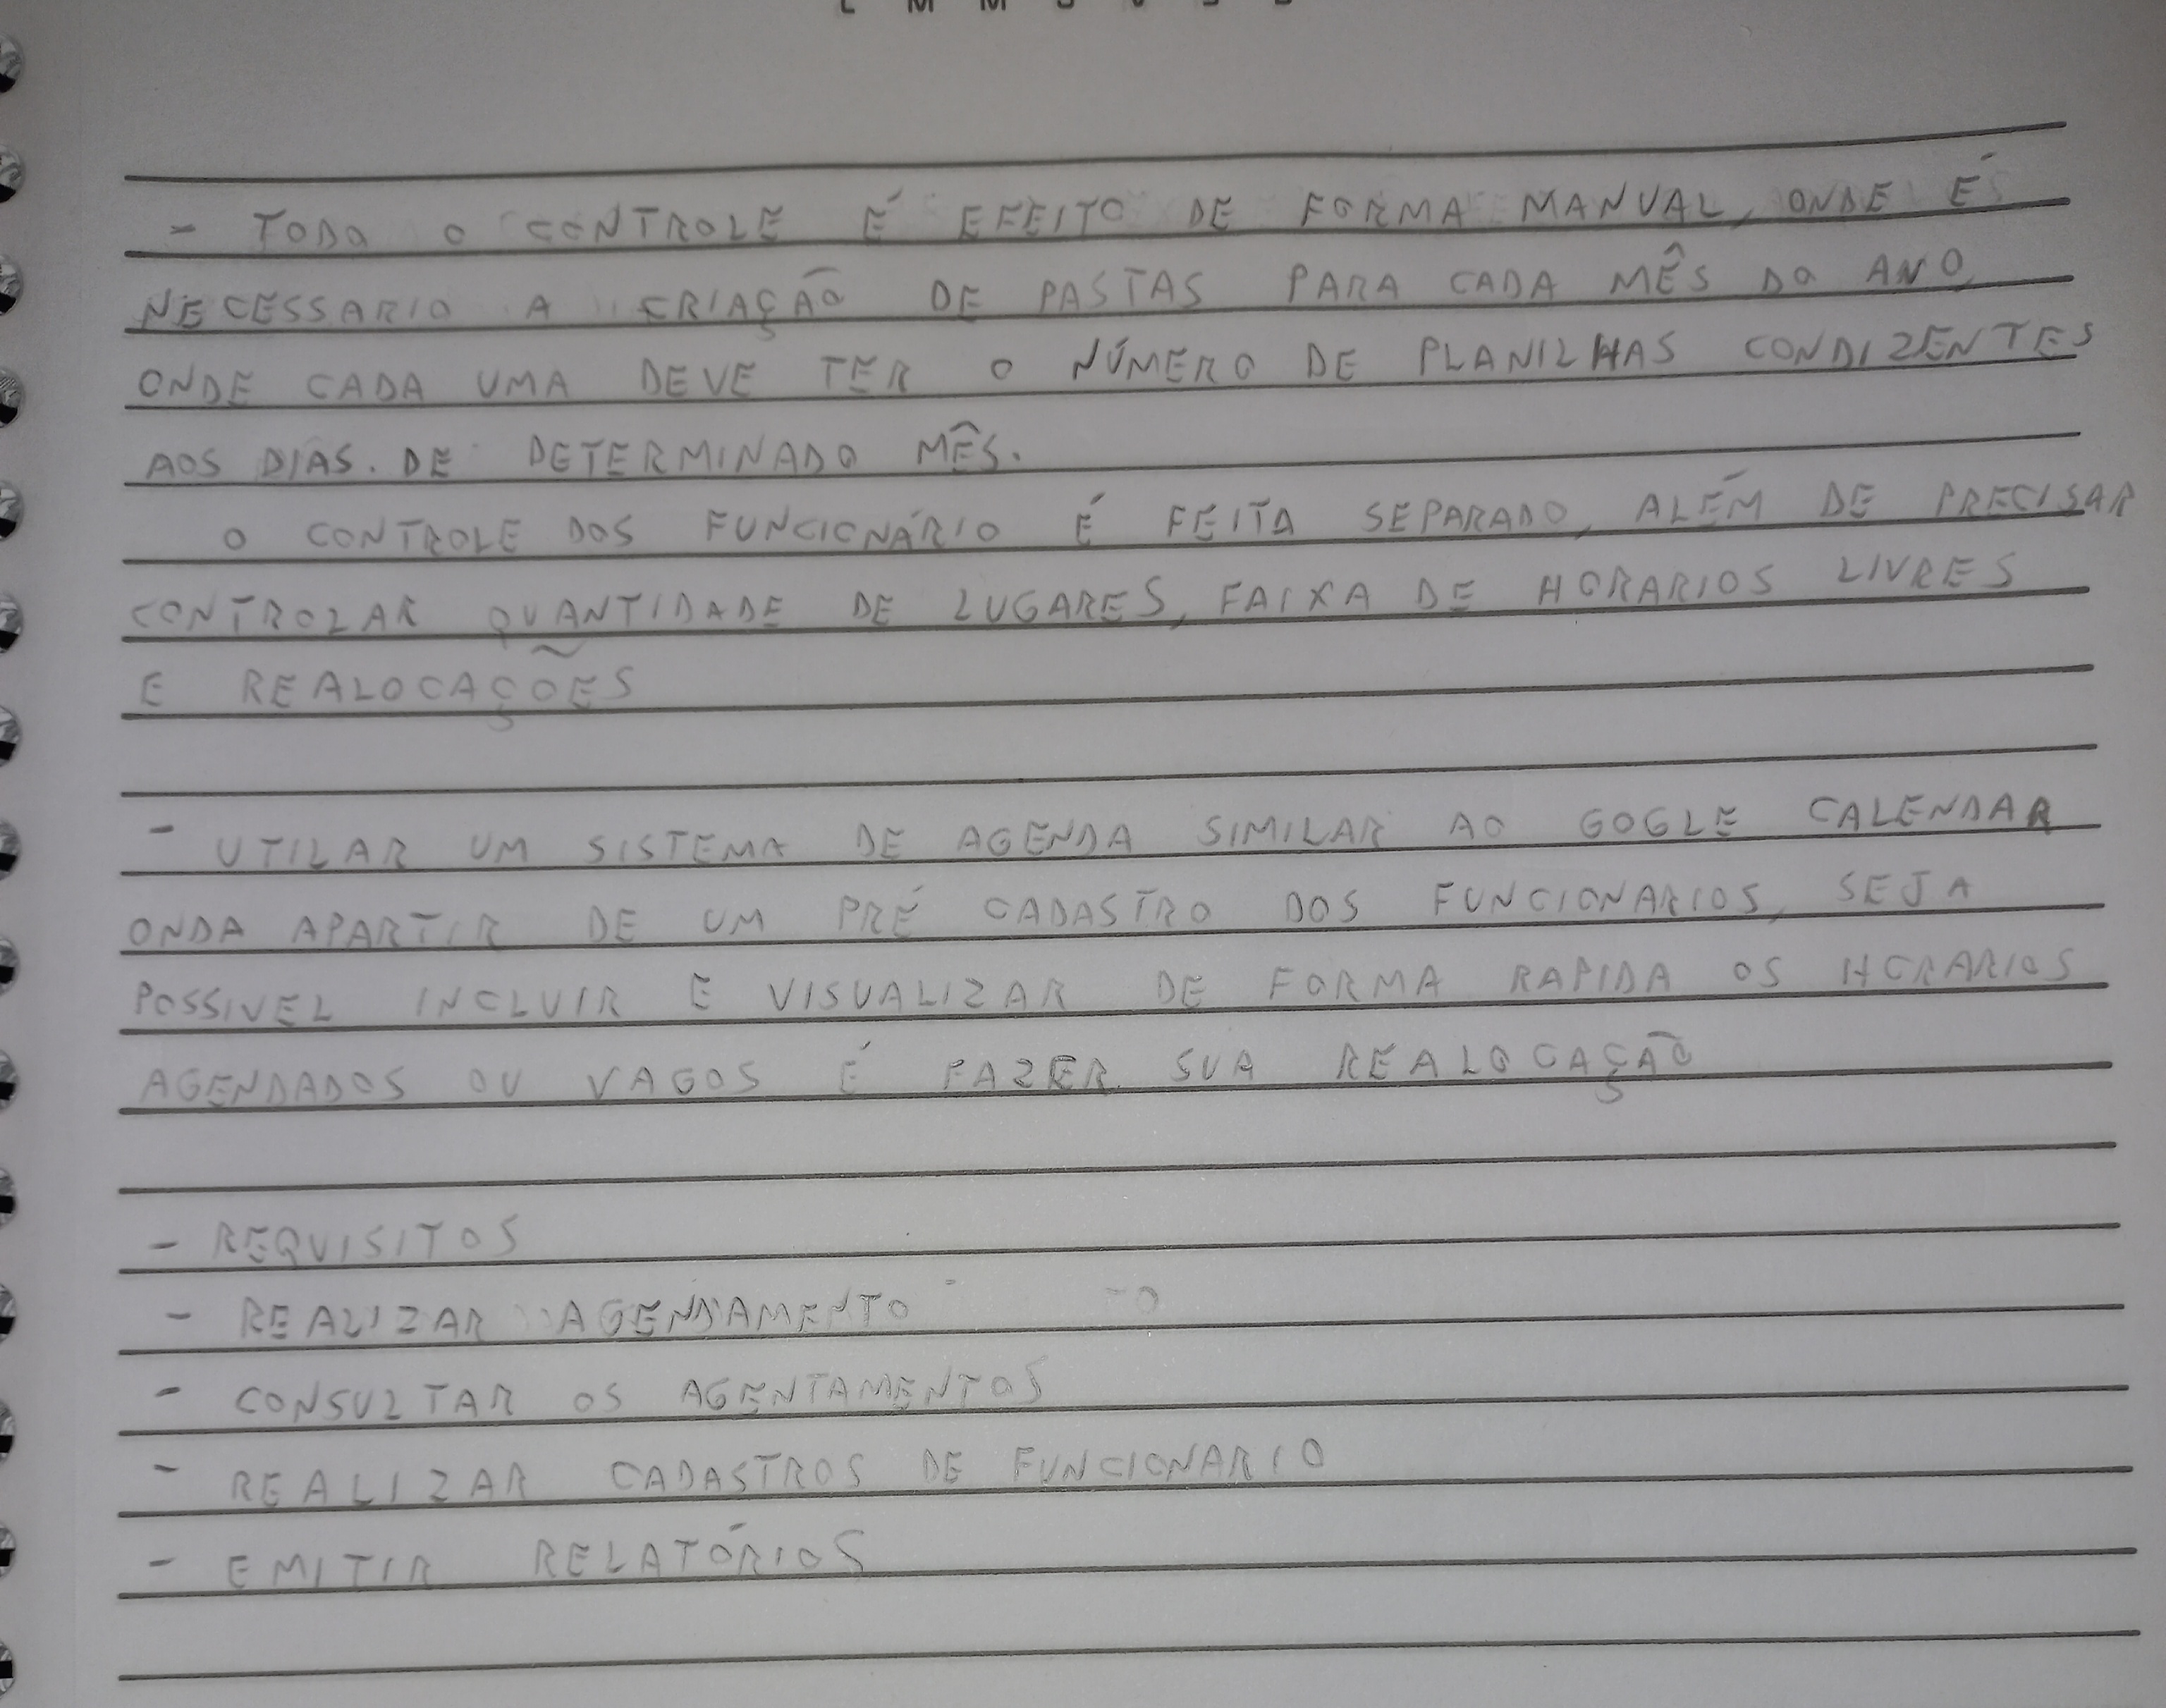 - TODO O CONTROLE É EFEITO DE FORMA MANUAL, ONDE É
NECESSARIO A CRIAÇÃO DE PASTAS PARA CADA MÊS DO ANO,
ONDE CADA UMA DEVE TER O NÚMERO DE PLANILHAS CONDIZENTES
AOS DIAS. DE DETERMINADO MÊS.
O CONTROLE DOS FUNCIONÁRIO É FEITA SEPARADO, ALÉM DE PRECISAR
CONTROLAR QUANTIDADE DE LUGARES, FAIXA DE HORARIOS LIVRES
E REALOCAÇÕES
- UTILAR UM SISTEMA DE AGENDA SIMILAR AO GOGLE CALENDAR
ONDA APARTIR DE UM PRÉ CADASTRO DOS FUNCIONARIOS, SEJA
POSSIVEL INCLUIR E VISUALIZAR DE FORMA RAPIDA OS HORARIOS
AGENDADOS OU VAGOS É FAZER SUA REALOCAÇÃO
- REQUISITOS
- REALIZAR AGENDAMENTO
- CONSULTAR OS AGENTAMENTOS
- REALIZAR CADASTROS DE FUNCIONARIO
- EMITIR RELATÓRIOS